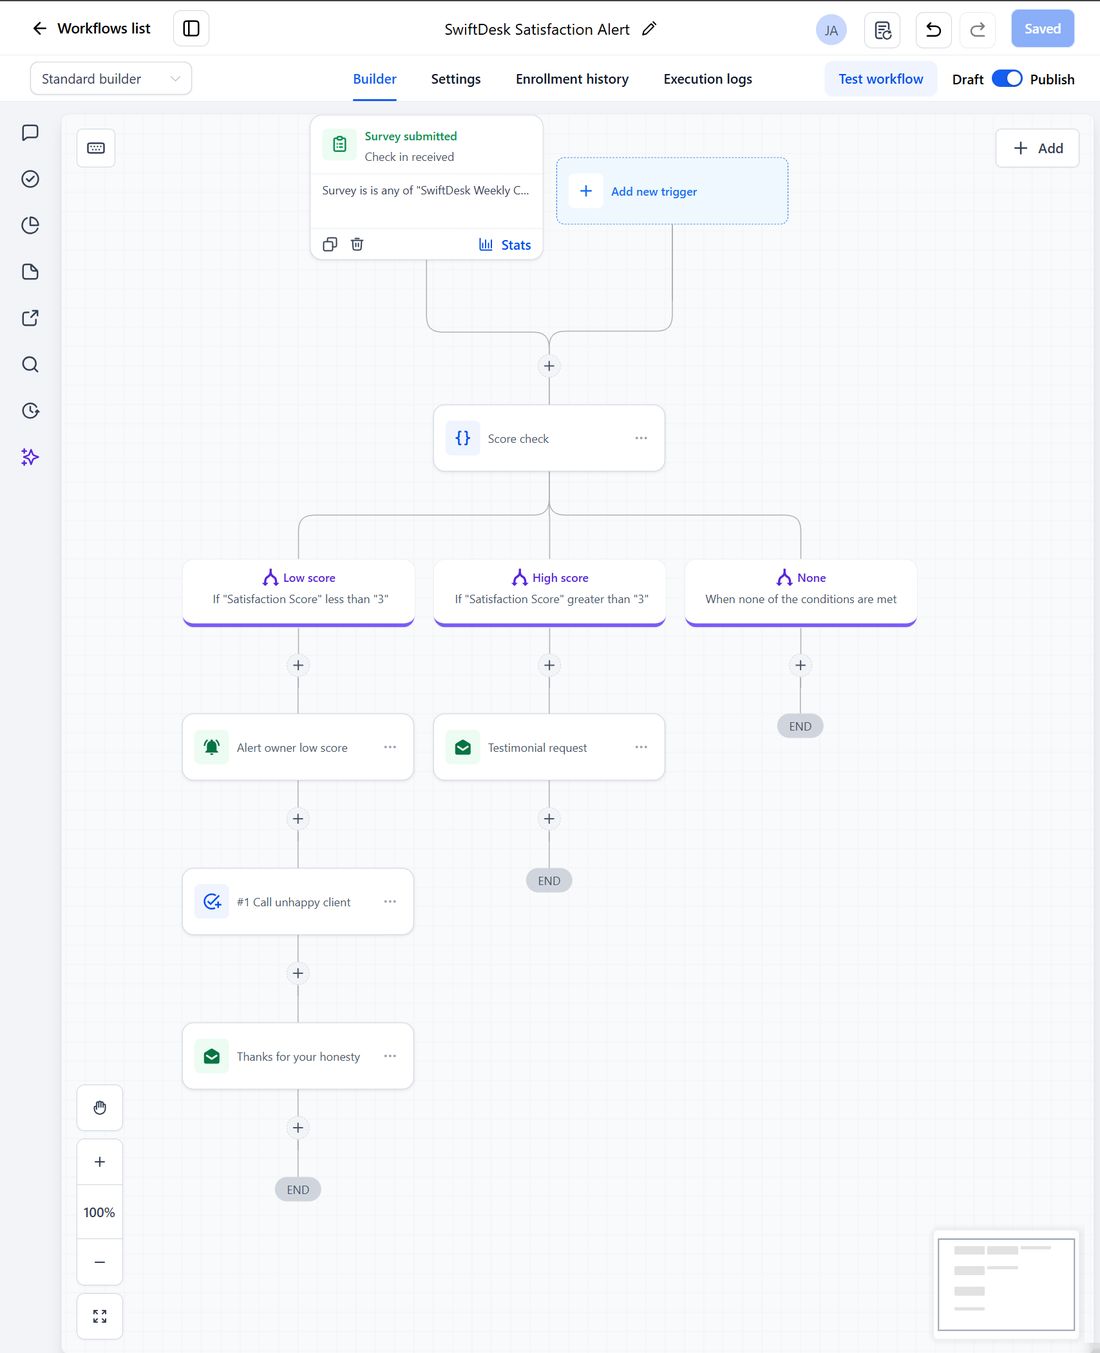 Workflows list
SwiftDesk Satisfaction Alert
JA
Saved
Standard builder
Builder
Settings
Enrollment history
Execution logs
Test workflow
Draft
Publish
Survey submitted
Check in received
Survey is is any of "SwiftDesk Weekly C...
Stats
Add new trigger
Add
Score check
Low score
If "Satisfaction Score" less than "3"
High score
If "Satisfaction Score" greater than "3"
None
When none of the conditions are met
Alert owner low score
Testimonial request
END
#1 Call unhappy client
END
Thanks for your honesty
END
100%